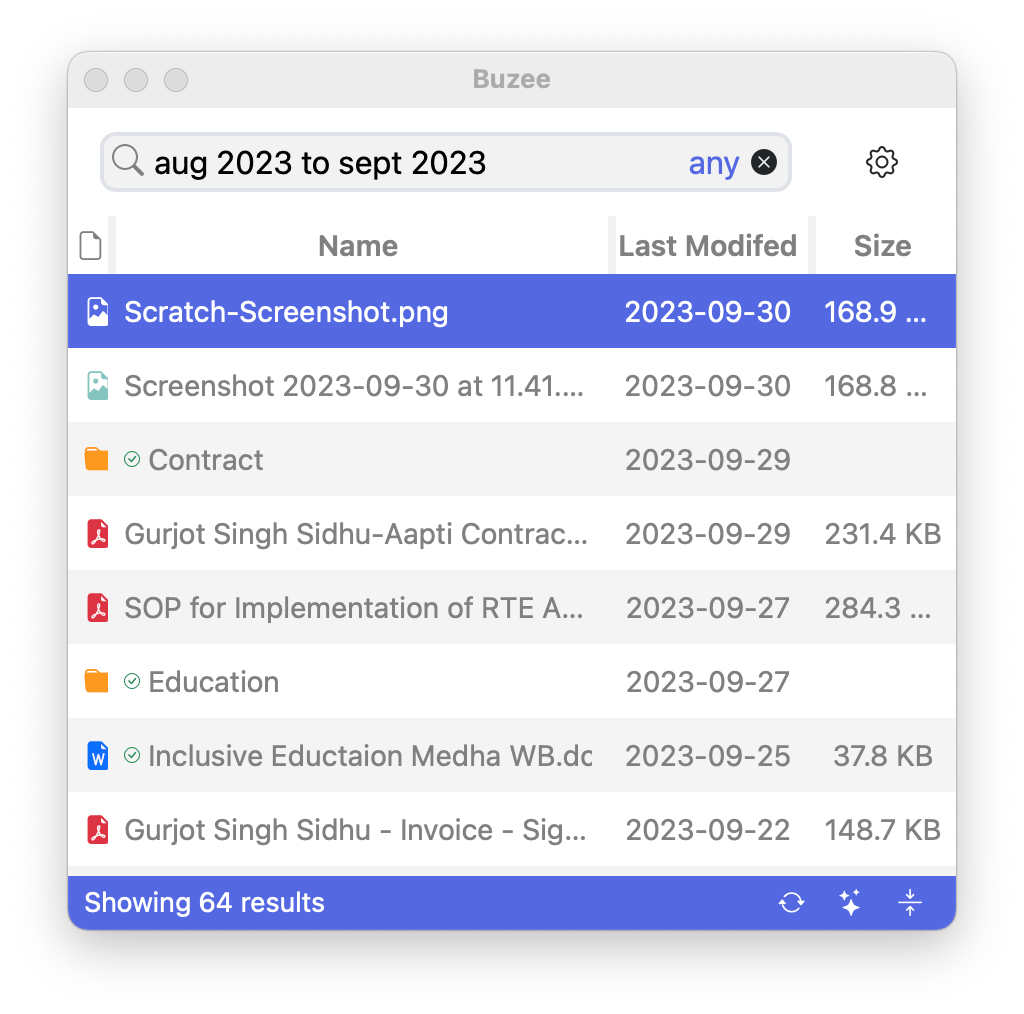 Buzee
aug 2023 to sept 2023 any
Name Last Modifed Size
Scratch-Screenshot.png 2023-09-30 168.9 ...
Screenshot 2023-09-30 at 11.41.... 2023-09-30 168.8 ...
Contract 2023-09-29
Gurjot Singh Sidhu-Aapti Contrac... 2023-09-29 231.4 KB
SOP for Implementation of RTE A... 2023-09-27 284.3 ...
Education 2023-09-27
W Inclusive Eductaion Medha WB.dc 2023-09-25 37.8 KB
Gurjot Singh Sidhu - Invoice - Sig... 2023-09-22 148.7 KB
Showing 64 results